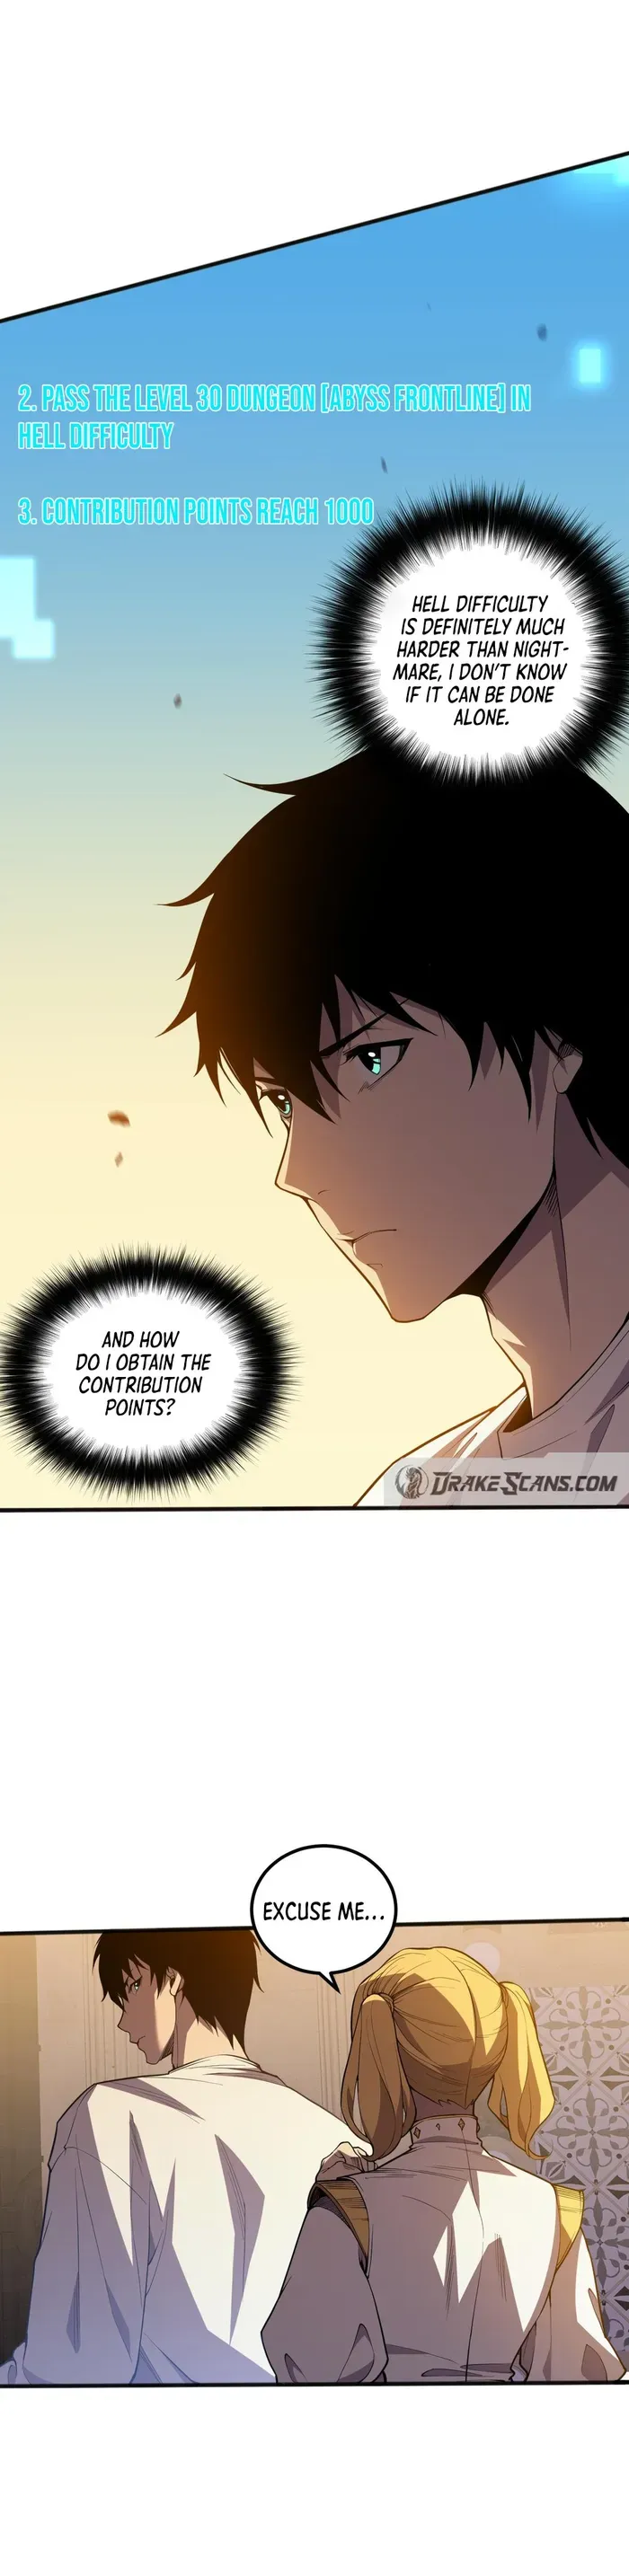 2. PASS THE LEVEL 30 DUNGEON [ABYSS FRONTLINE] IN
HELL DIFFICULTY
3. CONTRIBUTION POINTS REACH 1000
HELL DIFFICULTY
IS DEFINITELY MUCH
HARDER THAN NIGHT-
MARE, I DON'T KNOW
IF IT CAN BE DONE
ALONE.
AND HOW
DO I OBTAIN THE
CONTRIBUTION
POINTS?
DRAKESCANS.COM
EXCUSE ME...